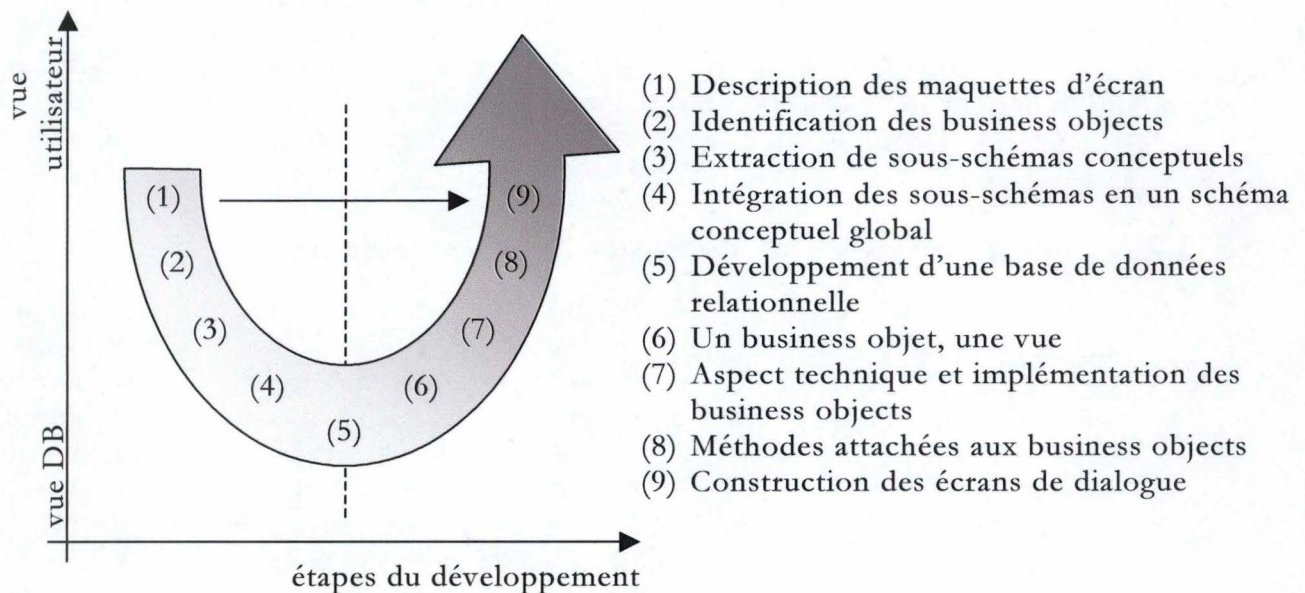 vue
utilisateur
vue DB
(1)
(2)
(3)
(4)
(5)
(6)
(7)
(8)
(9)
étapes du développement
(1) Description des maquettes d'écran
(2) Identification des business objects
(3) Extraction de sous-schémas conceptuels
(4) Intégration des sous-schémas en un schéma
conceptuel global
(5) Développement d'une base de données
relationnelle
(6) Un business objet, une vue
(7) Aspect technique et implémentation des
business objects
(8) Méthodes attachées aux business objects
(9) Construction des écrans de dialogue